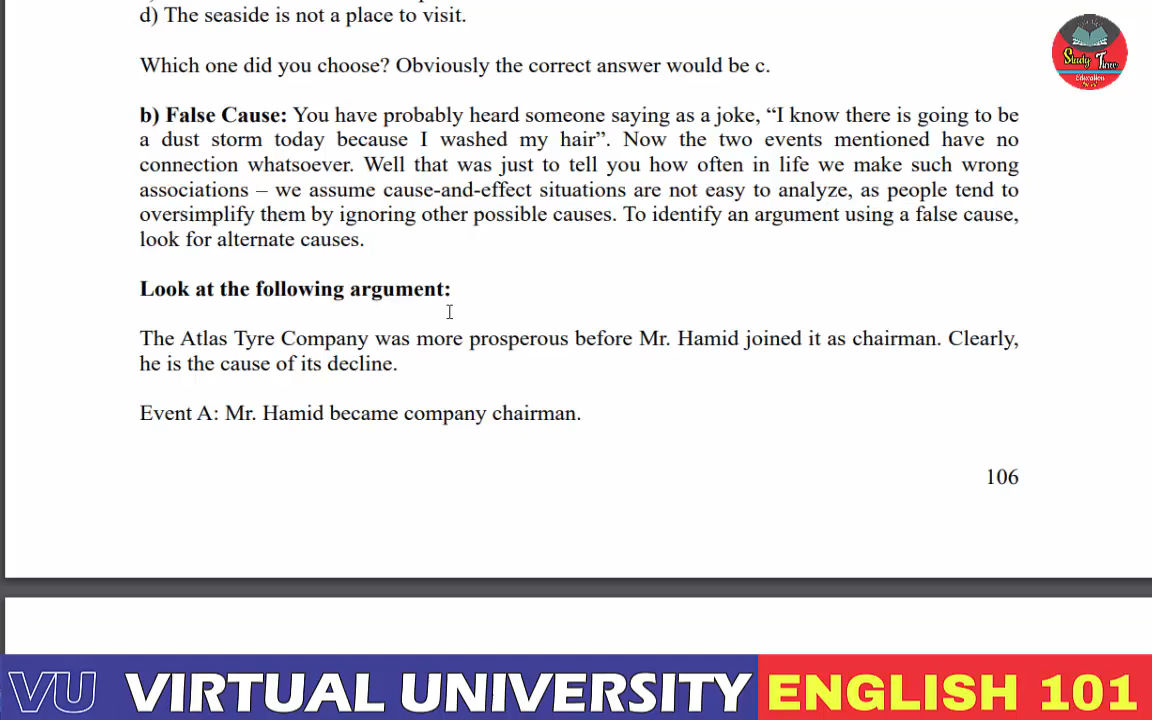 d) The seaside is not a place to visit.
Which one did you choose? Obviously the correct answer would be c.
b) False Cause: You have probably heard someone saying as a joke, “I know there is going to be
a dust storm today because I washed my hair”. Now the two events mentioned have no
connection whatsoever. Well that was just to tell you how often in life we make such wrong
associations – we assume cause-and-effect situations are not easy to analyze, as people tend to
oversimplify them by ignoring other possible causes. To identify an argument using a false cause,
look for alternate causes.
Look at the following argument:
The Atlas Tyre Company was more prosperous before Mr. Hamid joined it as chairman. Clearly,
he is the cause of its decline.
Event A: Mr. Hamid became company chairman.
106
Study Time
Education
VU VIRTUAL UNIVERSITY ENGLISH 101